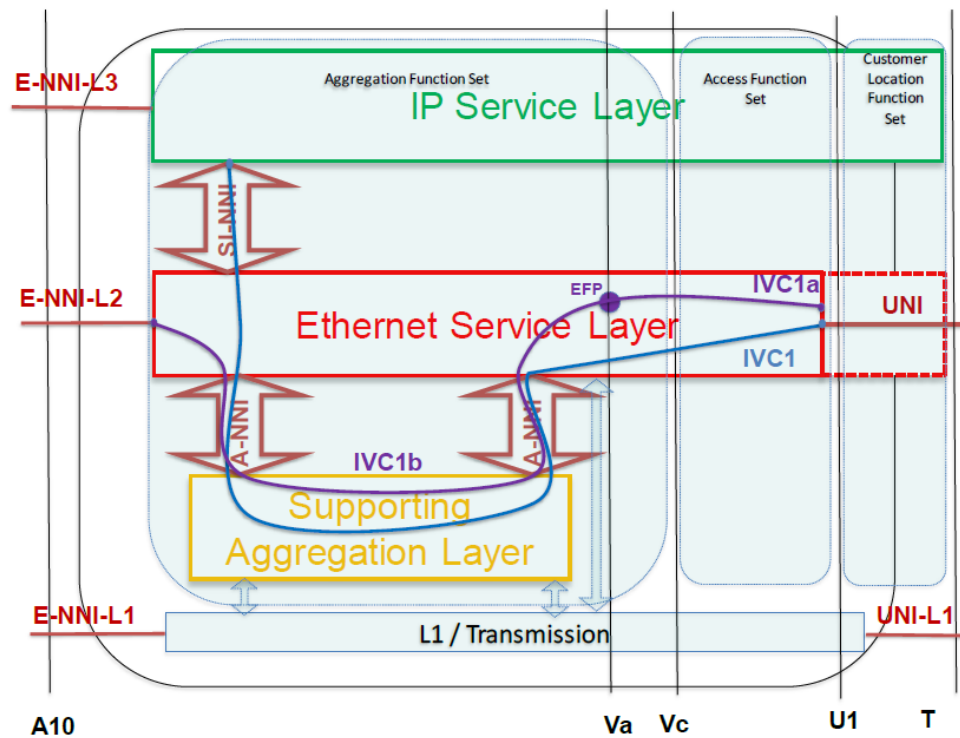 E-NNI-L3
Aggregation Function Set
Access Function
Set
Customer
Location
Function
Set
IP Service Layer
SI-NNI
E-NNI-L2
EFP
IVC1a
UNI
Ethernet Service Layer
IVC1
A-NNI
A-NNI
IVC1b
Supporting
Aggregation Layer
E-NNI-L1
UNI-L1
L1 / Transmission
A10
Va
Vc
U1
T